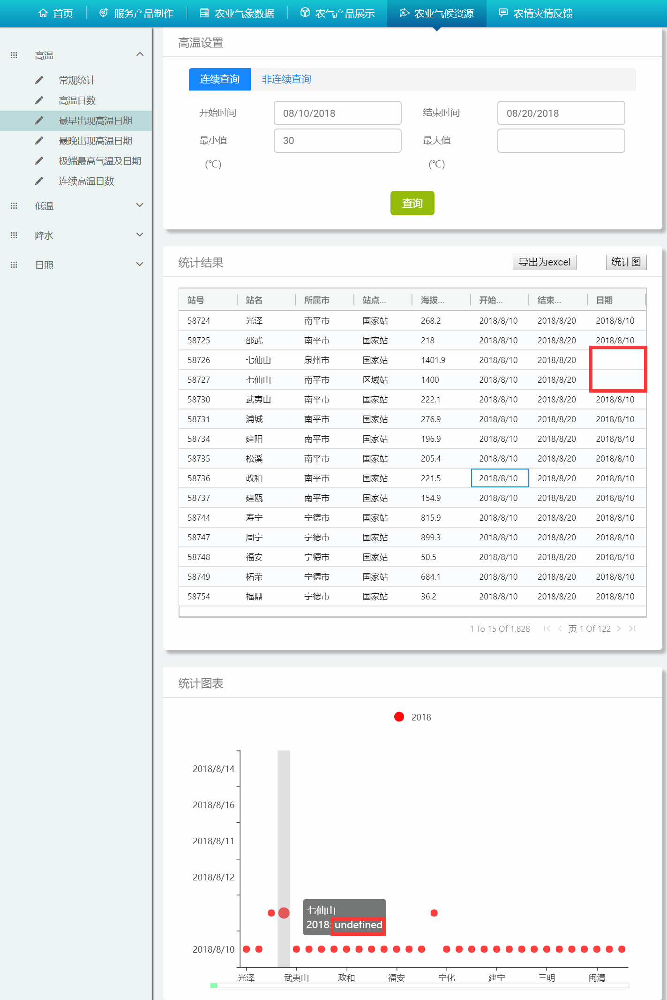 首页 服务产品制作 农业气象数据 农气产品展示 农业气候资源 农情灾情反馈
高温
常规统计
高温日数
最早出现高温日期
最晚出现高温日期
极端最高气温及日期
连续高温日数
低温
降水
日照
高温设置
连续查询 非连续查询
开始时间 08/10/2018 结束时间 08/20/2018
最小值 30 最大值
(℃) (℃)
查询
统计结果 导出为excel 统计图
站号 站名 所属市 站点... 海拔... 开始... 结束... 日期
58724 光泽 南平市 国家站 268.2 2018/8/10 2018/8/20 2018/8/10
58725 邵武 南平市 国家站 218 2018/8/10 2018/8/20 2018/8/10
58726 七仙山 泉州市 国家站 1401.9 2018/8/10 2018/8/20
58727 七仙山 南平市 区域站 1400 2018/8/10 2018/8/20
58730 武夷山 南平市 国家站 222.1 2018/8/10 2018/8/20 2018/8/10
58731 浦城 南平市 国家站 276.9 2018/8/10 2018/8/20 2018/8/10
58734 建阳 南平市 国家站 196.9 2018/8/10 2018/8/20 2018/8/10
58735 松溪 南平市 国家站 205.4 2018/8/10 2018/8/20 2018/8/10
58736 政和 南平市 国家站 221.5 2018/8/10 2018/8/20 2018/8/10
58737 建瓯 南平市 国家站 154.9 2018/8/10 2018/8/20 2018/8/10
58744 寿宁 宁德市 国家站 815.9 2018/8/10 2018/8/20 2018/8/10
58747 周宁 宁德市 国家站 899.3 2018/8/10 2018/8/20 2018/8/10
58748 福安 宁德市 国家站 50.5 2018/8/10 2018/8/20 2018/8/10
58749 柘荣 宁德市 国家站 684.1 2018/8/10 2018/8/20 2018/8/10
58754 福鼎 宁德市 国家站 36.2 2018/8/10 2018/8/20 2018/8/10
1 To 15 Of 1,828 页 1 Of 122
统计图表
2018
2018/8/14
2018/8/16
2018/8/11
2018/8/12
七仙山
2018: undefined
2018/8/10
光泽 武夷山 政和 福安 宁化 建宁 三明 闽清